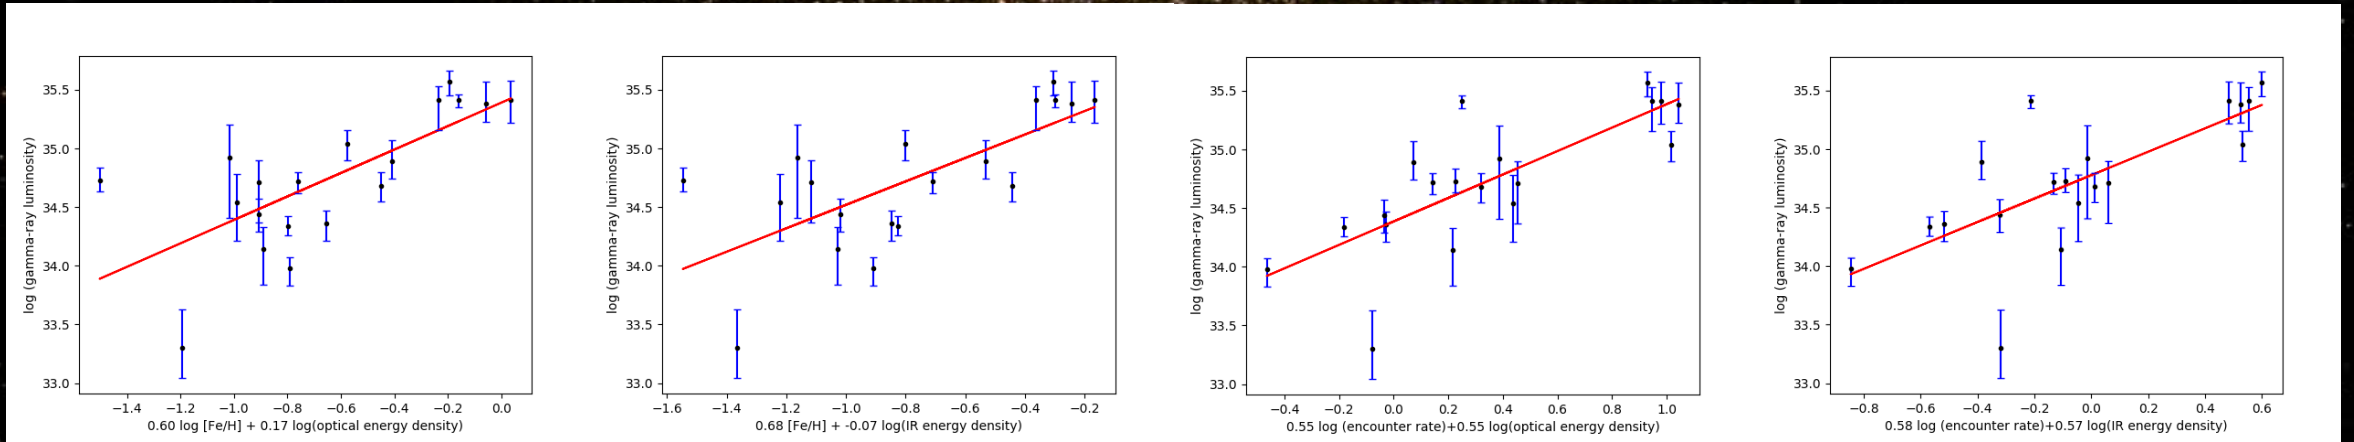 log (gamma-ray luminosity)
35.5
35.0
34.5
34.0
33.5
33.0
−1.4 −1.2 −1.0 −0.8 −0.6 −0.4 −0.2 0.0
0.60 log [Fe/H] + 0.17 log(optical energy density)
log (gamma-ray luminosity)
35.5
35.0
34.5
34.0
33.5
33.0
−1.6 −1.4 −1.2 −1.0 −0.8 −0.6 −0.4 −0.2
0.68 [Fe/H] + -0.07 log(IR energy density)
log (gamma-ray luminosity)
35.5
35.0
34.5
34.0
33.5
33.0
−0.4 −0.2 0.0 0.2 0.4 0.6 0.8 1.0
0.55 log (encounter rate)+0.55 log(optical energy density)
log (gamma-ray luminosity)
35.5
35.0
34.5
34.0
33.5
33.0
−0.8 −0.6 −0.4 −0.2 0.0 0.2 0.4 0.6
0.58 log (encounter rate)+0.57 log(IR energy density)